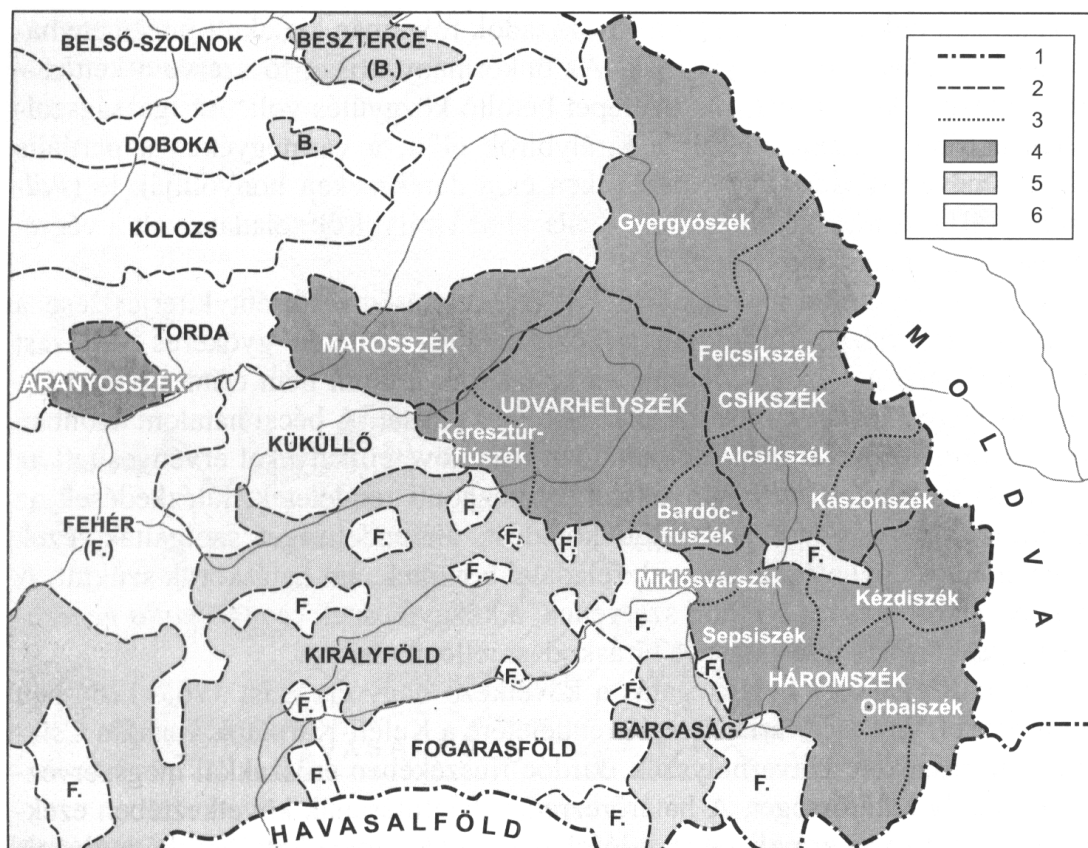 BELSŐ-SZOLNOK
BESZTERCE
(B.)
DOBOKA
B.
KOLOZS
TORDA
ARANYOSSZÉK
MAROSSZÉK
Gyergyószék
Felcsíkszék
CSÍKSZÉK
Alcsíkszék
Kászonszék
UDVARHELYSZÉK
Keresztúr-
fiúszék
Bardóc-
fiúszék
KÜKÜLLŐ
FEHÉR
(F.)
F.
F.
F.
F.
F.
F.
Miklósvárszék
Kézdiszék
Sepsiszék
HÁROMSZÉK
Orbaiszék
KIRÁLYFÖLD
F.
F.
F.
F.
F.
BARCASÁG
FOGARASFÖLD
F.
F.
F.
F.
HAVASALFÖLD
MOLDVA
F.
1
2
3
4
5
6